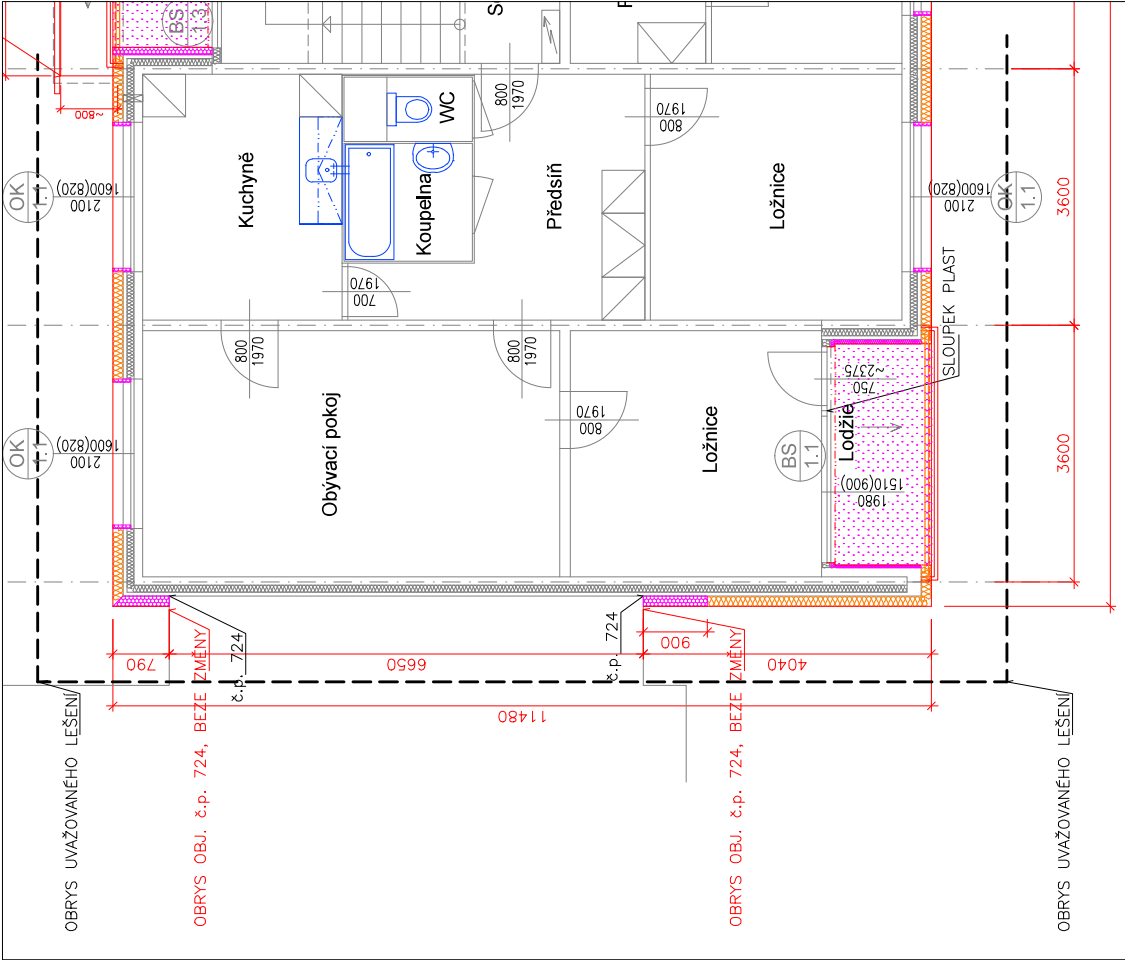 BS
1.3
~800
WC
800
1970
Kuchyně
Koupelna
Předsíň
1970
800
Ložnice
OK
1.1
1600(820)
2100
1600(820)
2100
OK
1.1
3600
1970
700
800
1970
800
1970
SLOUPEK PLAST
Obývací pokoj
1970
800
Ložnice
BS
1.1
Lodžie
~2375
750
1510(900)
1980
OK
1.1
1600(820)
2100
3600
790
č.p. 724
6650
č.p. 724
900
4040
11480
OBRYS UVAŽOVANÉHO LEŠENÍ
OBRYS OBJ. č.p. 724, BEZE ZMĚNY
OBRYS OBJ. č.p. 724, BEZE ZMĚNY
OBRYS UVAŽOVANÉHO LEŠENÍ